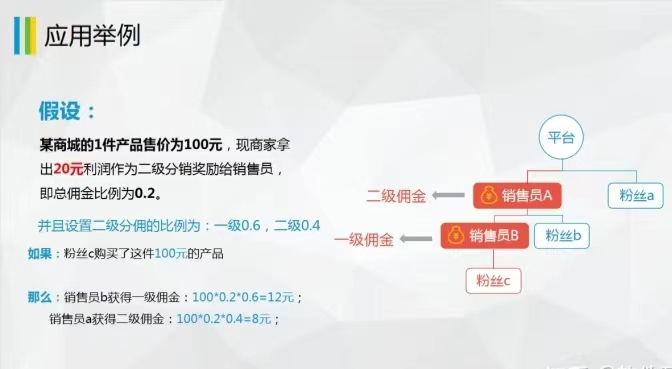 应用举例
假设：
某商城的1件产品售价为100元，现商家拿
出20元利润作为二级分销奖励给销售员，
即总佣金比例为0.2。
并且设置二级分佣的比例为：一级0.6，二级0.4
如果：粉丝c购买了这件100元的产品
那么：销售员b获得一级佣金：100*0.2*0.6=12元；
销售员a获得二级佣金：100*0.2*0.4=8元；
平台
二级佣金
销售员A
粉丝a
一级佣金
销售员B
粉丝b
粉丝c